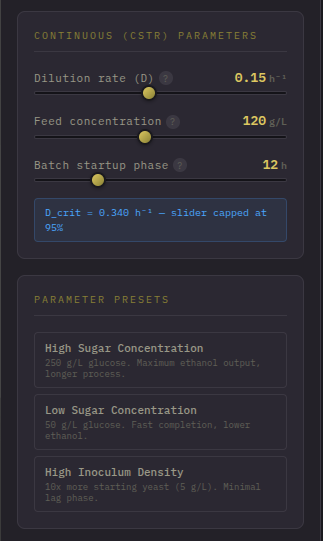 CONTINUOUS (CSTR) PARAMETERS
Dilution rate (D) ? 0.15 h⁻¹
Feed concentration ? 120 g/L
Batch startup phase ? 12 h
D_crit = 0.340 h⁻¹ — slider capped at
95%
PARAMETER PRESETS
High Sugar Concentration
250 g/L glucose. Maximum ethanol output,
longer process.
Low Sugar Concentration
50 g/L glucose. Fast completion, lower
ethanol.
High Inoculum Density
10x more starting yeast (5 g/L). Minimal
lag phase.